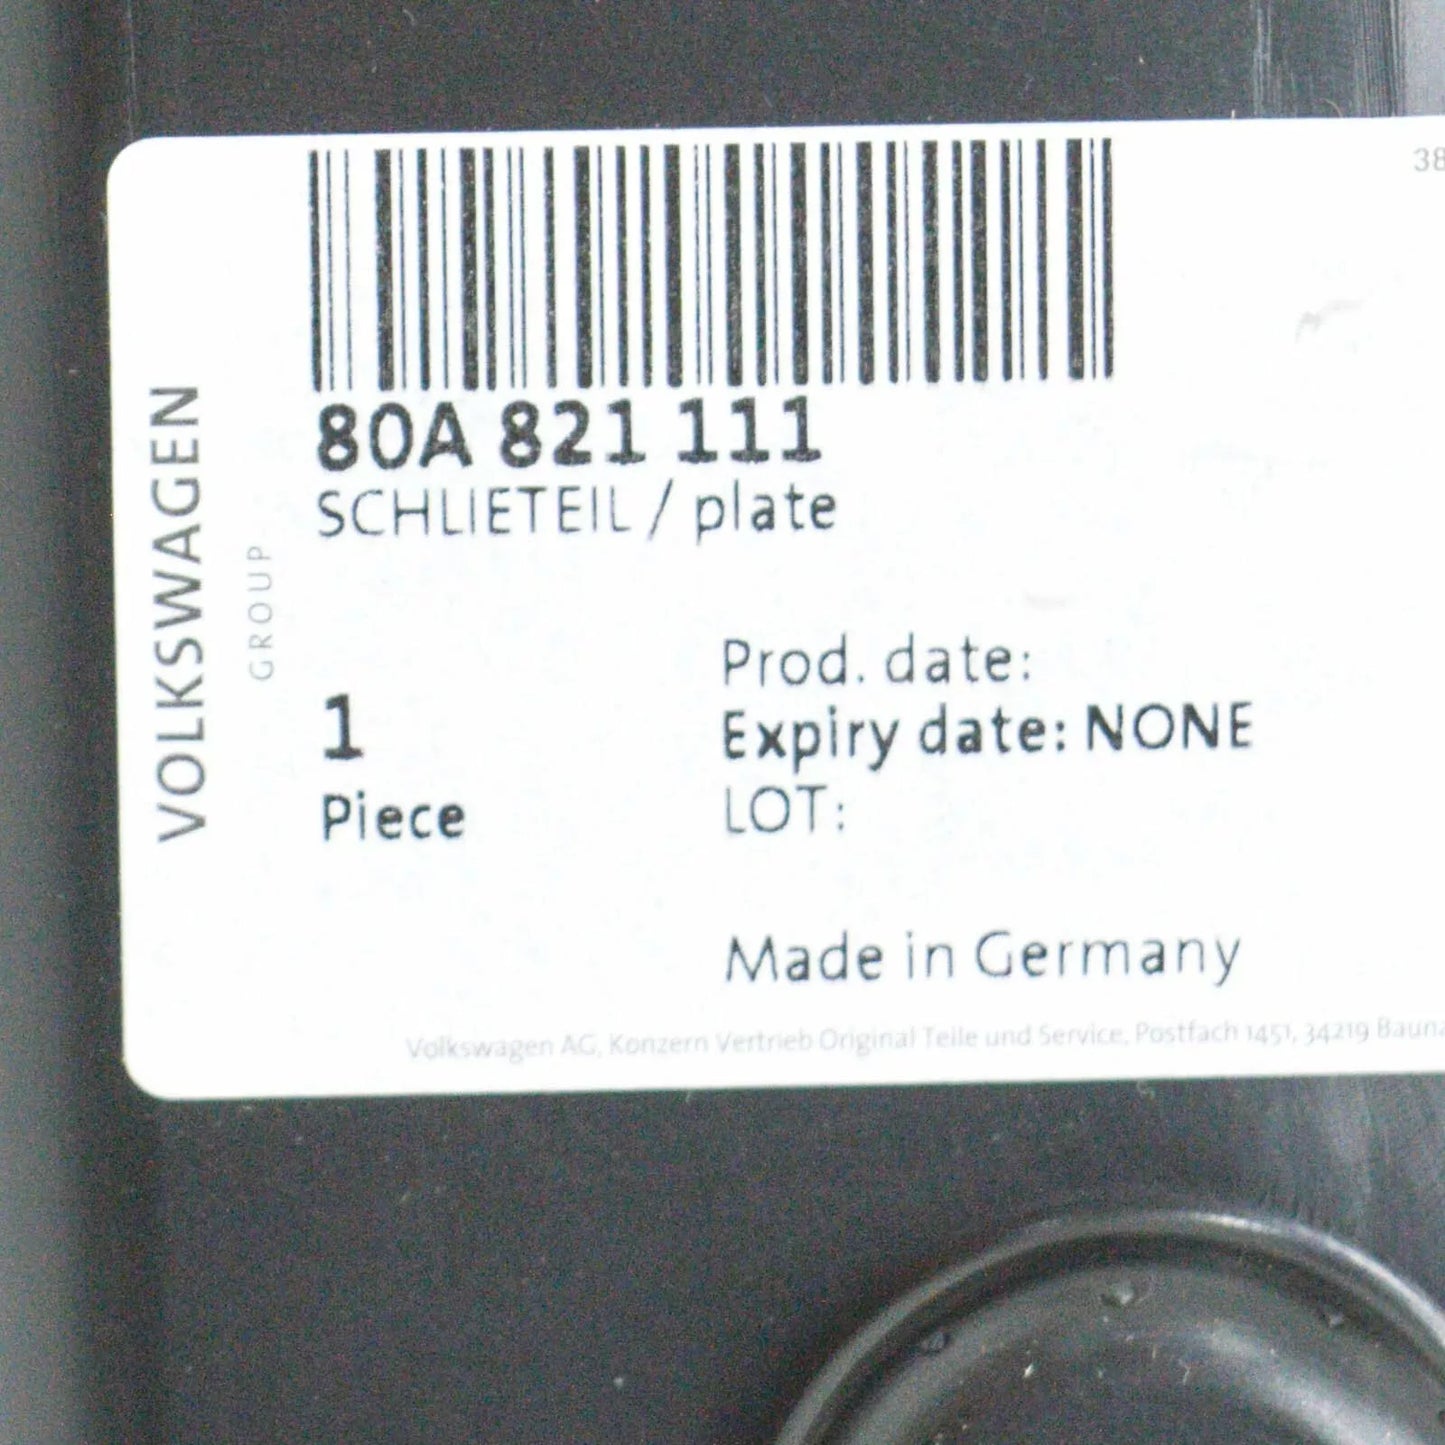 38
80A 821 111
SCHLIETEIL / plate
VOLKSWAGEN
GROUP
1
Piece
Prod. date:
Expiry date: NONE
LOT:
Made in Germany
Volkswagen AG, Konzern Vertrieb Original Teile und Service, Postfach 1451, 34219